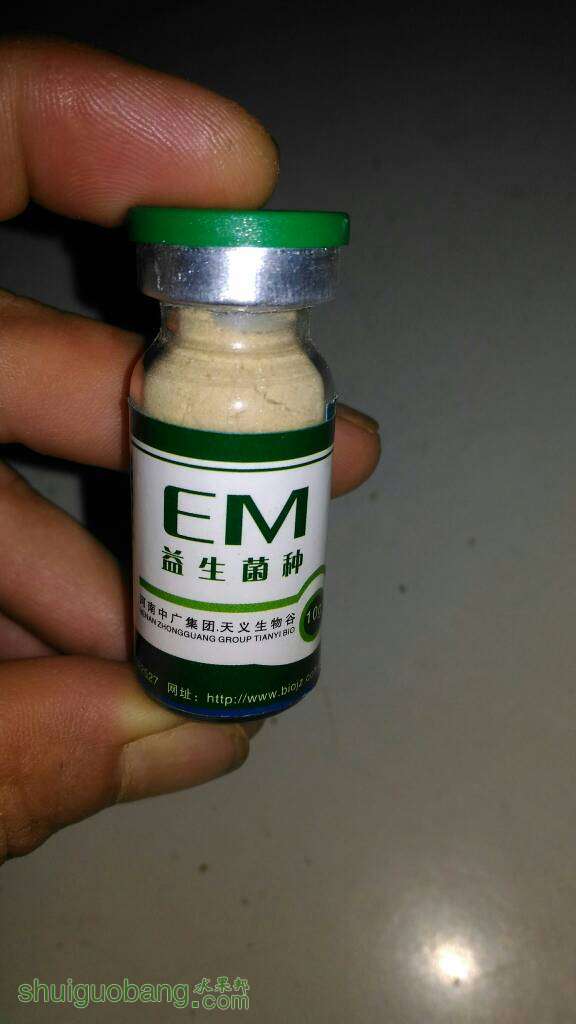 EM
益生菌种
河南中广集团.天义生物谷
HENAN ZHONGGUANG GROUP TIANYI BIO
网址: http://www.biojz.
水果邦
shuiguobang.com